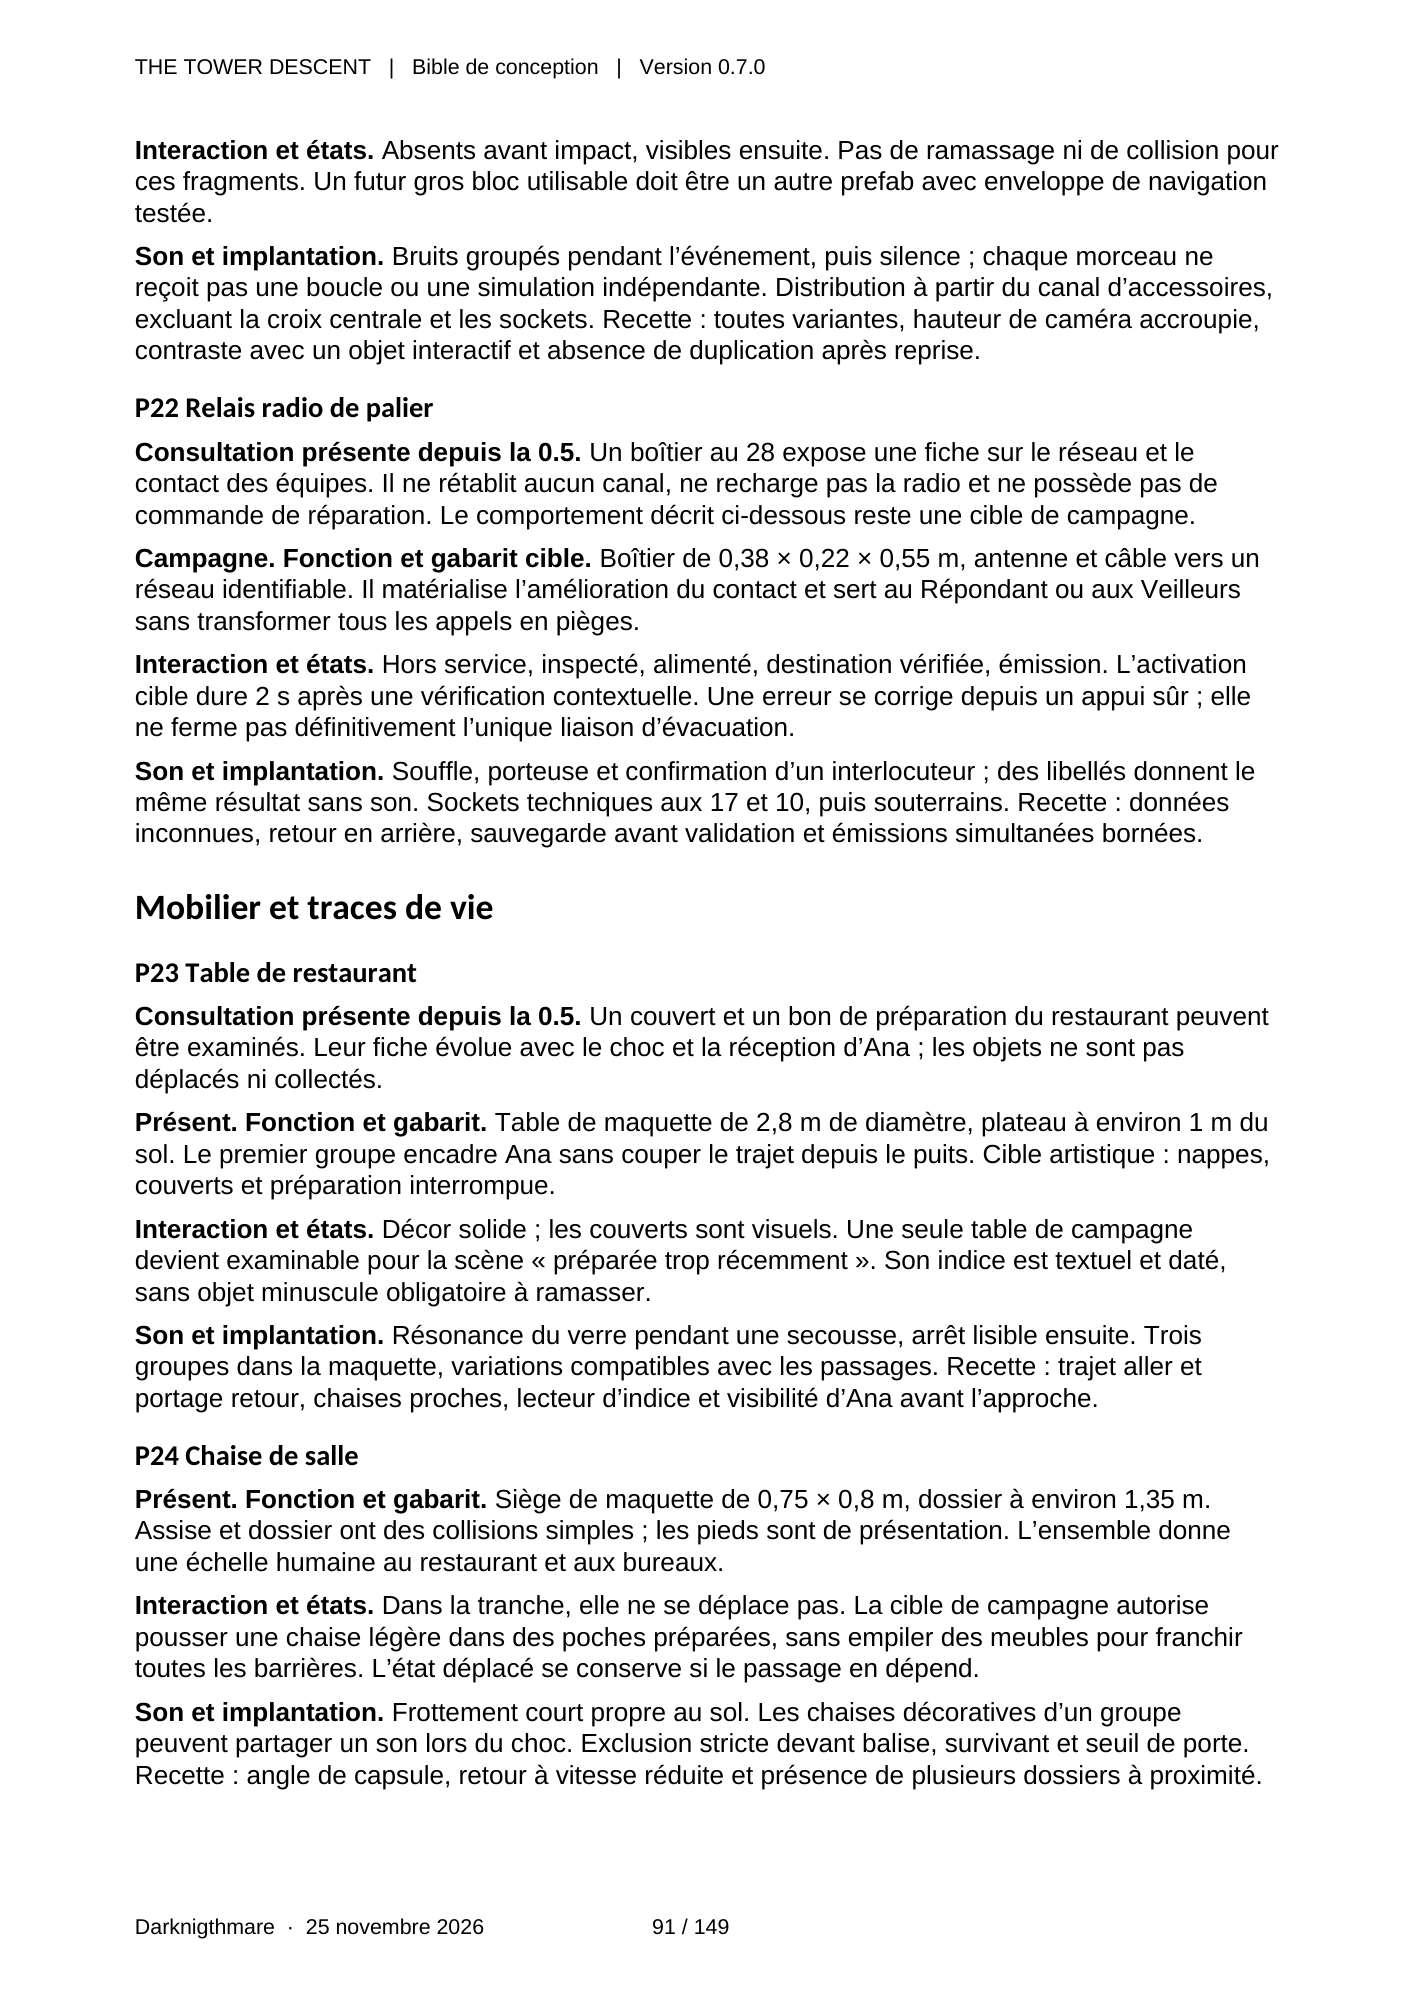 THE TOWER DESCENT | Bible de conception | Version 0.7.0
Interaction et états. Absents avant impact, visibles ensuite. Pas de ramassage ni de collision pour
ces fragments. Un futur gros bloc utilisable doit être un autre prefab avec enveloppe de navigation
testée.
Son et implantation. Bruits groupés pendant l’événement, puis silence ; chaque morceau ne
reçoit pas une boucle ou une simulation indépendante. Distribution à partir du canal d’accessoires,
excluant la croix centrale et les sockets. Recette : toutes variantes, hauteur de caméra accroupie,
contraste avec un objet interactif et absence de duplication après reprise.
P22 Relais radio de palier
Consultation présente depuis la 0.5. Un boîtier au 28 expose une fiche sur le réseau et le
contact des équipes. Il ne rétablit aucun canal, ne recharge pas la radio et ne possède pas de
commande de réparation. Le comportement décrit ci-dessous reste une cible de campagne.
Campagne. Fonction et gabarit cible. Boîtier de 0,38 × 0,22 × 0,55 m, antenne et câble vers un
réseau identifiable. Il matérialise l’amélioration du contact et sert au Répondant ou aux Veilleurs
sans transformer tous les appels en pièges.
Interaction et états. Hors service, inspecté, alimenté, destination vérifiée, émission. L’activation
cible dure 2 s après une vérification contextuelle. Une erreur se corrige depuis un appui sûr ; elle
ne ferme pas définitivement l’unique liaison d’évacuation.
Son et implantation. Souffle, porteuse et confirmation d’un interlocuteur ; des libellés donnent le
même résultat sans son. Sockets techniques aux 17 et 10, puis souterrains. Recette : données
inconnues, retour en arrière, sauvegarde avant validation et émissions simultanées bornées.
Mobilier et traces de vie
P23 Table de restaurant
Consultation présente depuis la 0.5. Un couvert et un bon de préparation du restaurant peuvent
être examinés. Leur fiche évolue avec le choc et la réception d’Ana ; les objets ne sont pas
déplacés ni collectés.
Présent. Fonction et gabarit. Table de maquette de 2,8 m de diamètre, plateau à environ 1 m du
sol. Le premier groupe encadre Ana sans couper le trajet depuis le puits. Cible artistique : nappes,
couverts et préparation interrompue.
Interaction et états. Décor solide ; les couverts sont visuels. Une seule table de campagne
devient examinable pour la scène « préparée trop récemment ». Son indice est textuel et daté,
sans objet minuscule obligatoire à ramasser.
Son et implantation. Résonance du verre pendant une secousse, arrêt lisible ensuite. Trois
groupes dans la maquette, variations compatibles avec les passages. Recette : trajet aller et
portage retour, chaises proches, lecteur d’indice et visibilité d’Ana avant l’approche.
P24 Chaise de salle
Présent. Fonction et gabarit. Siège de maquette de 0,75 × 0,8 m, dossier à environ 1,35 m.
Assise et dossier ont des collisions simples ; les pieds sont de présentation. L’ensemble donne
une échelle humaine au restaurant et aux bureaux.
Interaction et états. Dans la tranche, elle ne se déplace pas. La cible de campagne autorise
pousser une chaise légère dans des poches préparées, sans empiler des meubles pour franchir
toutes les barrières. L’état déplacé se conserve si le passage en dépend.
Son et implantation. Frottement court propre au sol. Les chaises décoratives d’un groupe
peuvent partager un son lors du choc. Exclusion stricte devant balise, survivant et seuil de porte.
Recette : angle de capsule, retour à vitesse réduite et présence de plusieurs dossiers à proximité.
Darknigthmare · 25 novembre 2026 91 / 149